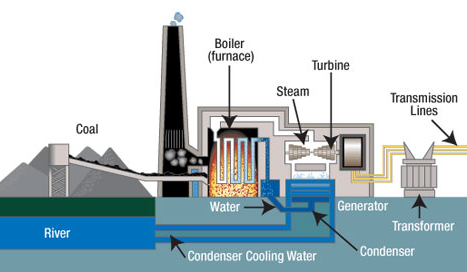 Boiler
(furnace)
Turbine
Steam
Transmission
Lines
Coal
Water
Generator
Transformer
River
Condenser
Condenser Cooling Water